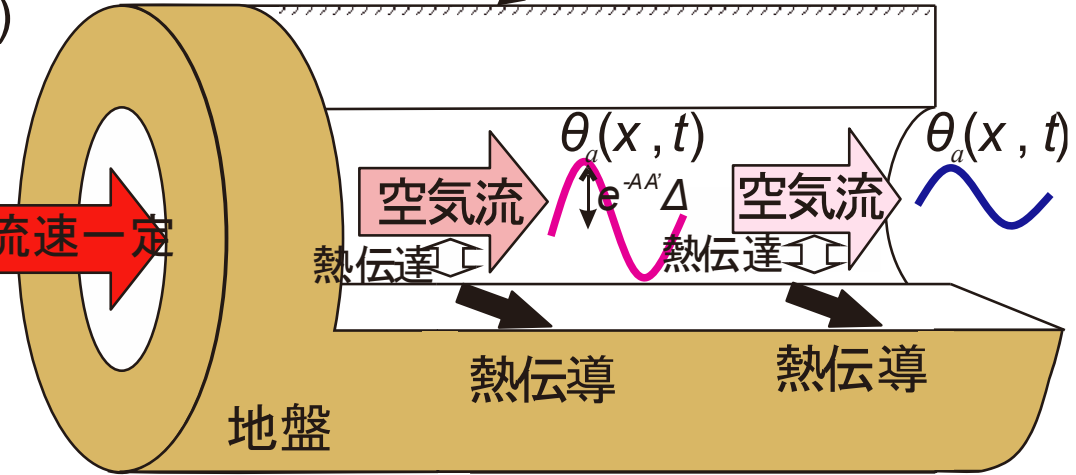 )
θa(x,t)
θa(x,t)
空気流
空気流
e-AA'Δ
流速一定
熱伝達
熱伝達
熱伝導
熱伝導
地盤